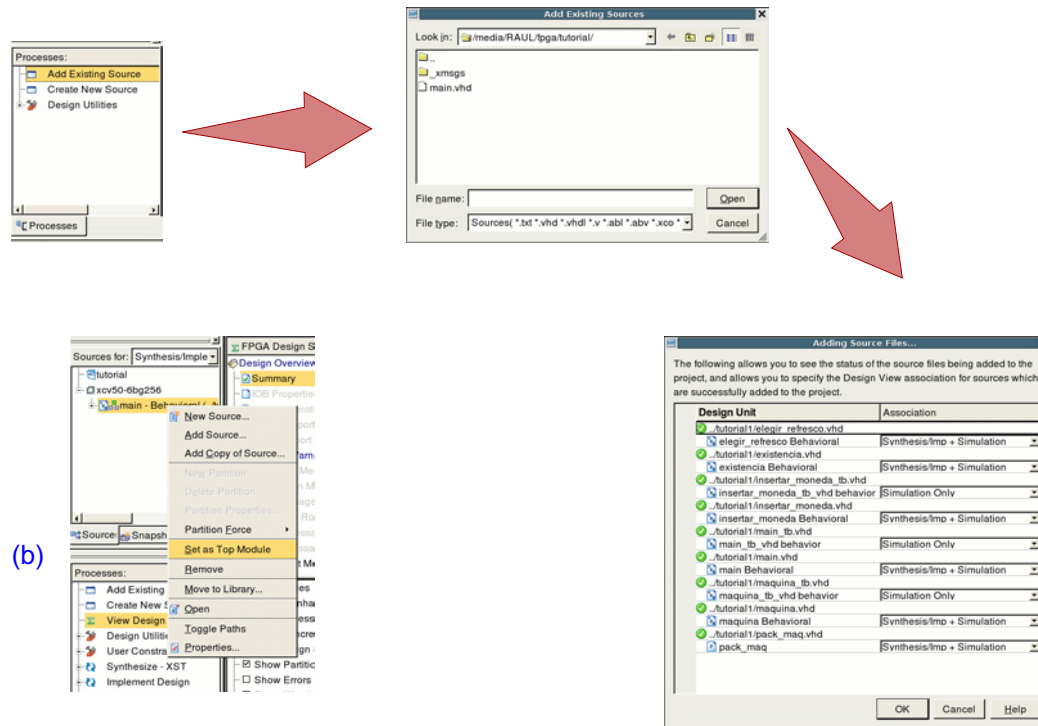 Processes:
Add Existing Source
Create New Source
Design Utilities
Processes
Add Existing Sources
Look in: /media/RAUL/fpga/tutorial/
..
_xmsgs
main.vhd
File name:
Open
File type: Sources( *.txt *.vhd *.vhdl *.v *.abl *.abv *.xco *.
Cancel
Sources for: Synthesis/Imple
tutorial
xcv50-6bg256
main - Behavioral (
Source
Snapsh
FPGA Design S
Design Overview
Summary
IOB Propertie
New Source...
Add Source...
Add Copy of Source...
New Partition
Delete Partition
Partition Properties...
Partition Force
Set as Top Module
Remove
Move to Library...
Open
Toggle Paths
Properties...
(b)
Processes:
Add Existing
Create New S
View Design
Design Utilitie
User Constra
Synthesize - XST
Implement Design
Show Partitic
Show Errors
Adding Source Files...
The following allows you to see the status of the source files being added to the
project, and allows you to specify the Design View association for sources which
are successfully added to the project.
Design Unit Association
../tutorial1/elegir_refresco.vhd
elegir_refresco Behavioral Synthesis/Imp + Simulation
../tutorial1/existencia.vhd
existencia Behavioral Synthesis/Imp + Simulation
../tutorial1/insertar_moneda_tb.vhd
insertar_moneda_tb_vhd behavior Simulation Only
../tutorial1/insertar_moneda.vhd
insertar_moneda Behavioral Synthesis/Imp + Simulation
../tutorial1/main_tb.vhd
main_tb_vhd behavior Simulation Only
../tutorial1/main.vhd
main Behavioral Synthesis/Imp + Simulation
../tutorial1/maquina_tb.vhd
maquina_tb_vhd behavior Simulation Only
../tutorial1/maquina.vhd
maquina Behavioral Synthesis/Imp + Simulation
../tutorial1/pack_maq.vhd
pack_maq Synthesis/Imp + Simulation
OK Cancel Help